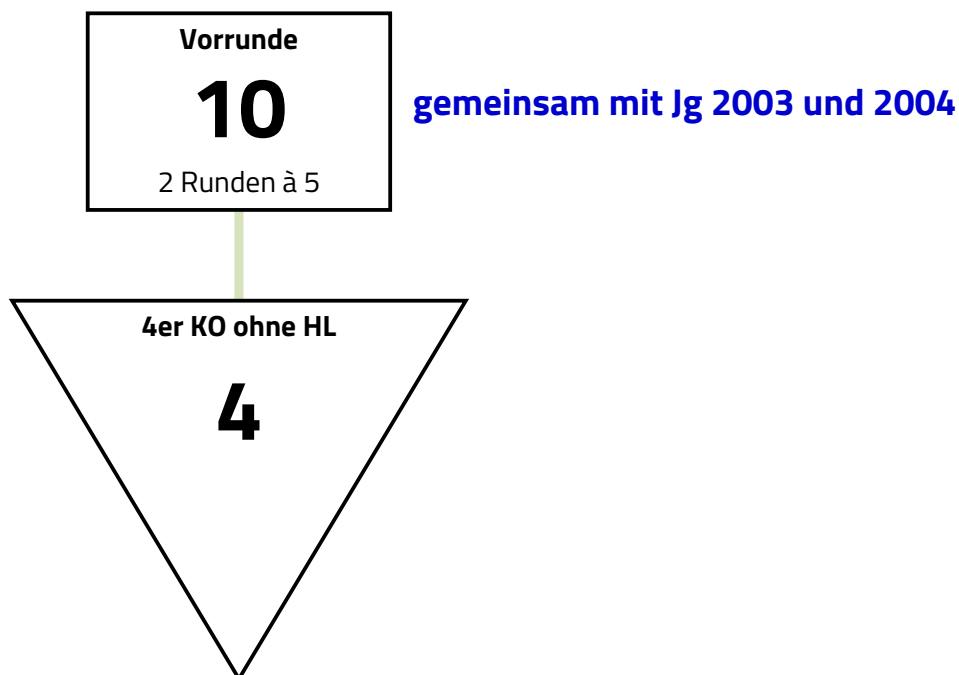 Vorrunde
10
gemeinsam mit Jg 2003 und 2004
2 Runden à 5
4er KO ohne HL
4